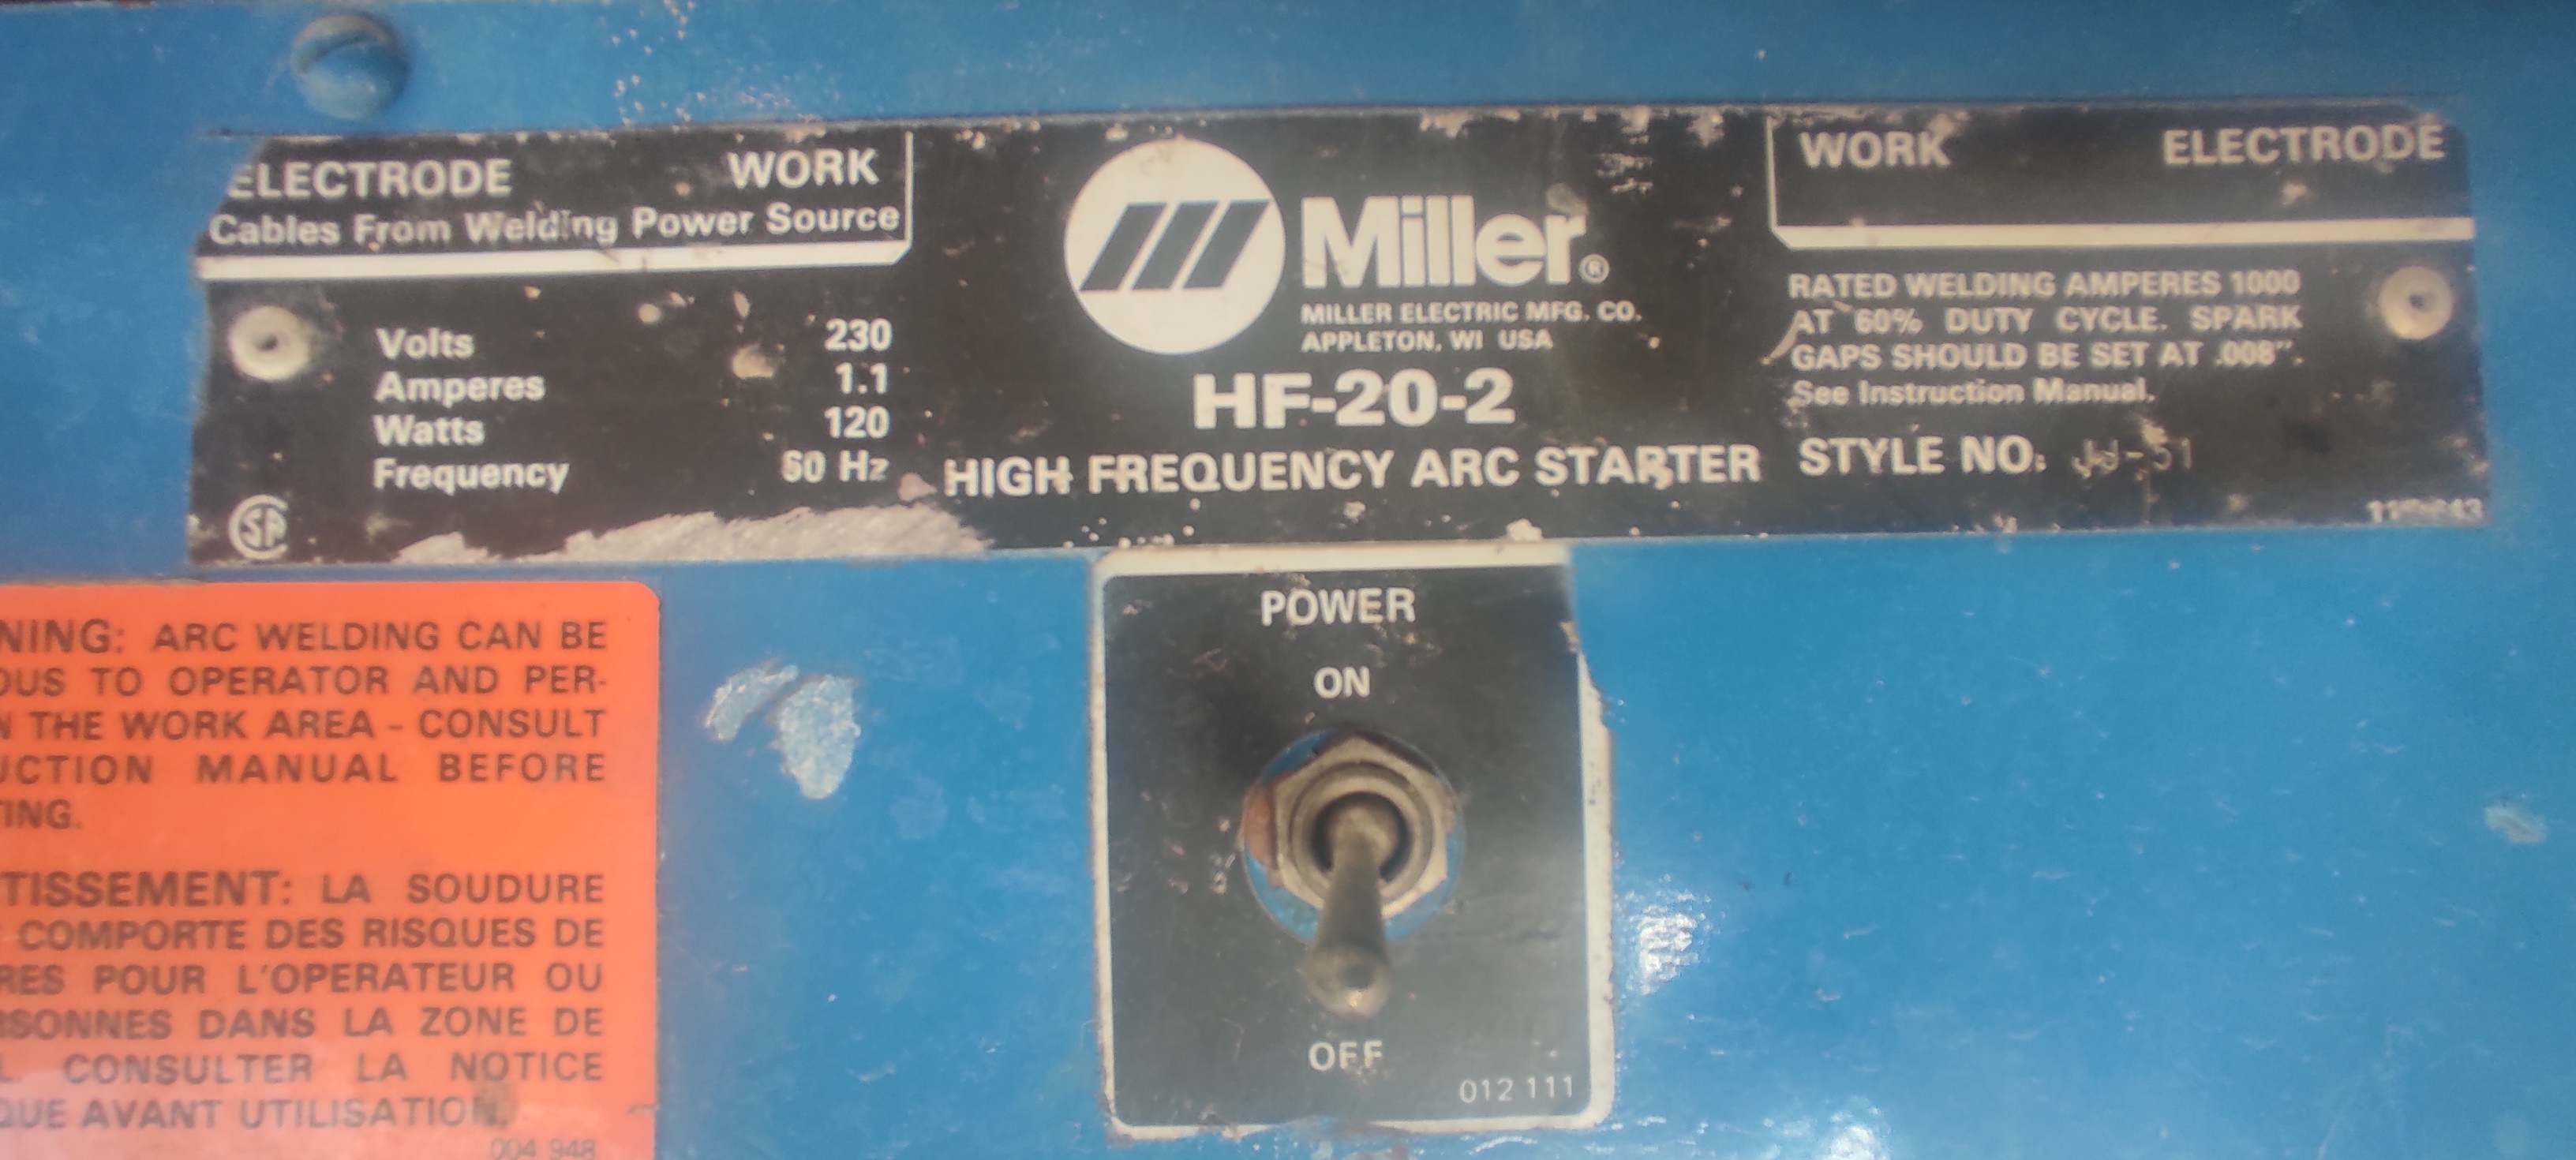 ELECTRODE WORK
Cables From Welding Power Source
Volts 230
Amperes 1.1
Watts 120
Frequency 60 Hz
SA
Miller®
MILLER ELECTRIC MFG. CO.
APPLETON, WI USA
HF-20-2
HIGH FREQUENCY ARC STARTER
WORK ELECTRODE
RATED WELDING AMPERES 1000
AT 60% DUTY CYCLE. SPARK
GAPS SHOULD BE SET AT .008".
See Instruction Manual.
STYLE NO. JJ-51
NING: ARC WELDING CAN BE
OUS TO OPERATOR AND PER-
N THE WORK AREA - CONSULT
UCTION MANUAL BEFORE
TING.
TISSEMENT: LA SOUDURE
COMPORTE DES RISQUES DE
RES POUR L'OPERATEUR OU
RSONNES DANS LA ZONE DE
L. CONSULTER LA NOTICE
QUE AVANT UTILISATION.
004 948
POWER
ON
OFF
012 111